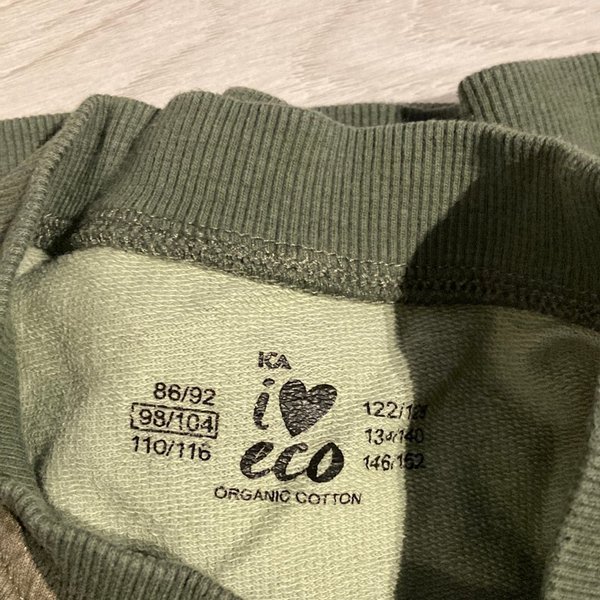 ICA
i ♥
eco
ORGANIC COTTON
86/92
98/104
110/116
122/128
134/140
146/152